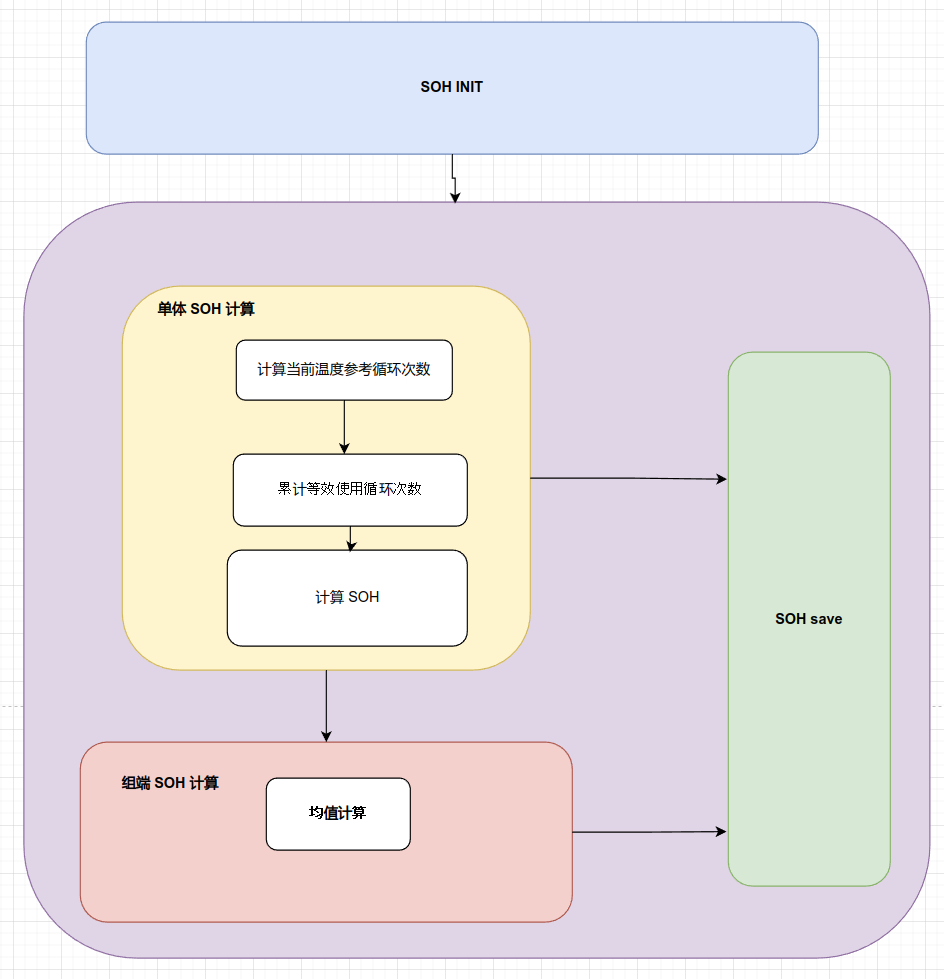 SOH INIT
单体 SOH 计算
计算当前温度参考循环次数
累计等效使用循环次数
计算 SOH
SOH save
组端 SOH 计算
均值计算